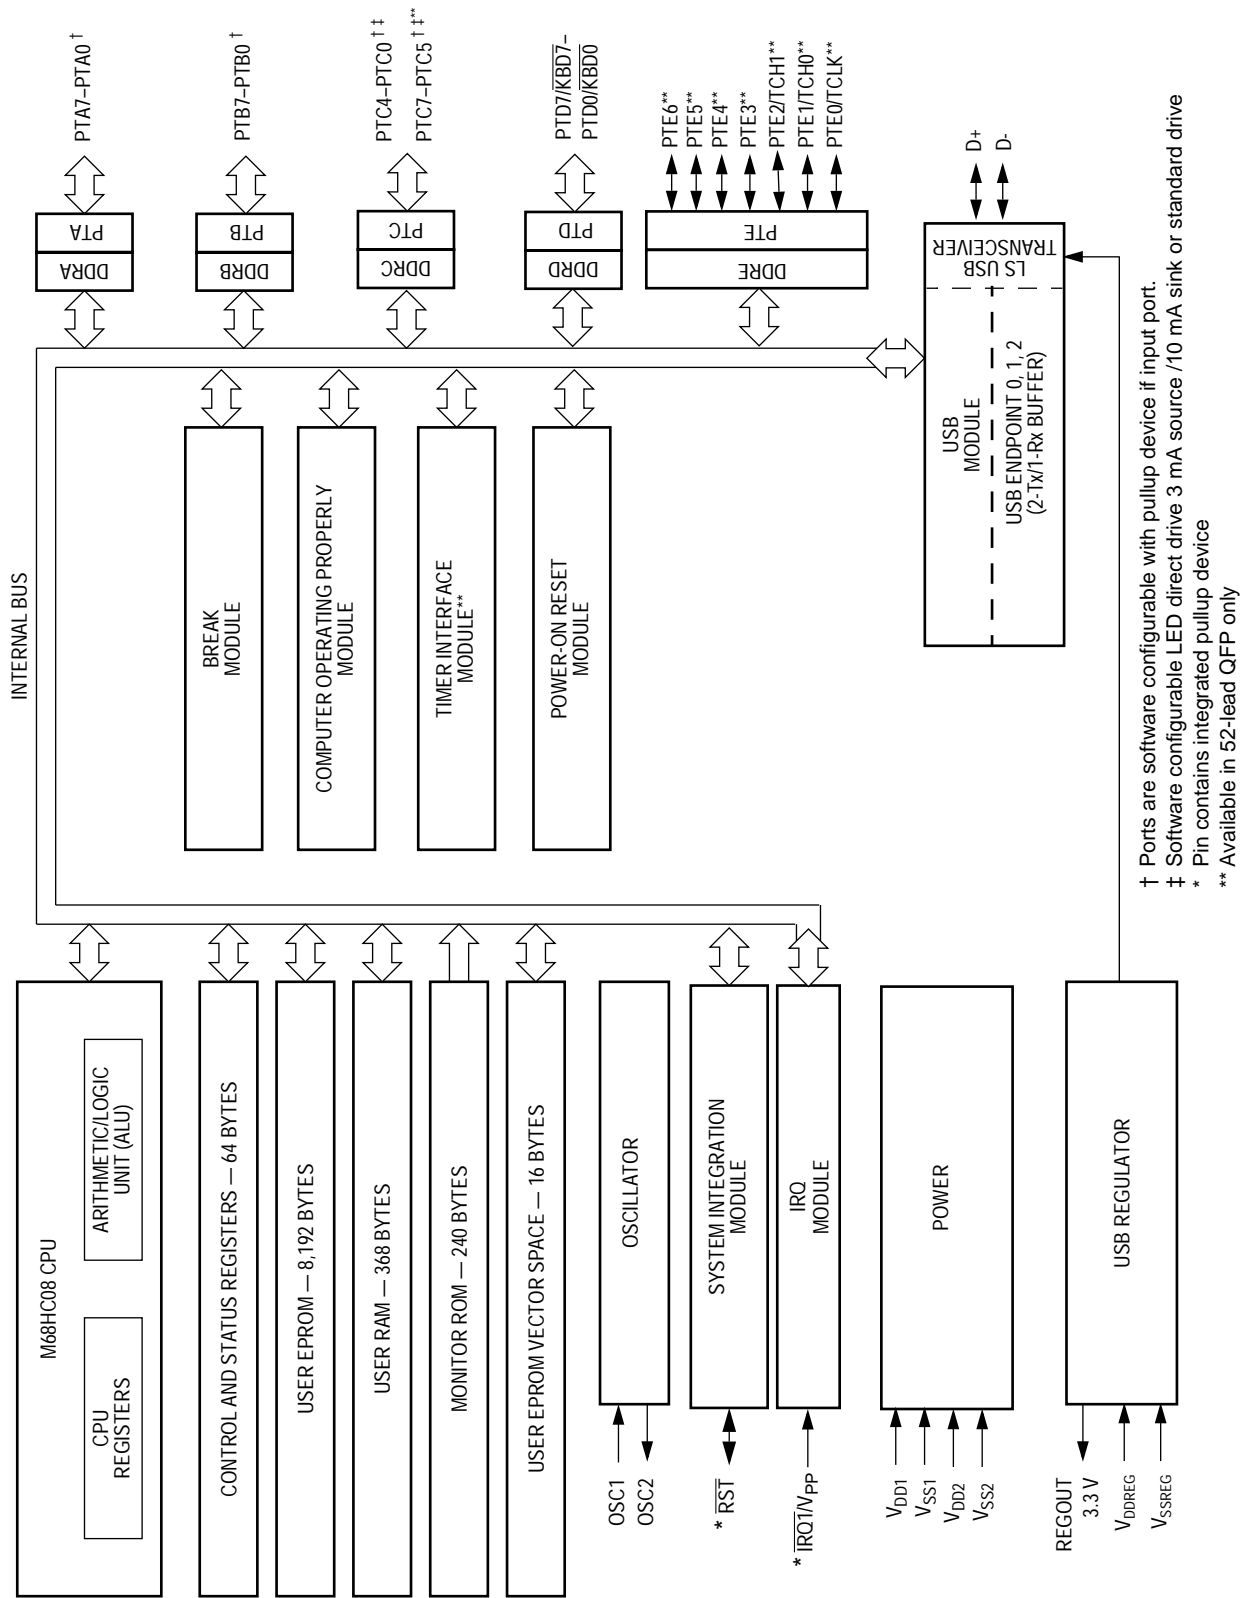 INTERNAL BUS
M68HC08 CPU
CPU
REGISTERS
ARITHMETIC/LOGIC
UNIT (ALU)
CONTROL AND STATUS REGISTERS — 64 BYTES
USER EPROM — 8,192 BYTES
USER RAM — 368 BYTES
MONITOR ROM — 240 BYTES
USER EPROM VECTOR SPACE — 16 BYTES
OSC1
OSC2
OSCILLATOR
* RST
SYSTEM INTEGRATION
MODULE
* IRQ1/VPP
IRQ
MODULE
VDD1
VSS1
VDD2
VSS2
POWER
REGOUT
3.3 V
VDDREG
VSSREG
USB REGULATOR
BREAK
MODULE
COMPUTER OPERATING PROPERLY
MODULE
TIMER INTERFACE
MODULE**
POWER-ON RESET
MODULE
USB
MODULE
USB ENDPOINT 0, 1, 2
(2-Tx/1-Rx BUFFER)
LS USB
TRANSCEIVER
D+
D-
DDRA
PTA
PTA7–PTA0 †
DDRB
PTB
PTB7–PTB0 †
DDRC
PTC
PTC4–PTC0 † ‡
PTC7–PTC5 † ‡**
DDRD
PTD
PTD7/KBD7–
PTD0/KBD0
DDRE
PTE
PTE6**
PTE5**
PTE4**
PTE3**
PTE2/TCH1**
PTE1/TCH0**
PTE0/TCLK**
† Ports are software configurable with pullup device if input port.
‡ Software configurable LED direct drive 3 mA source /10 mA sink or standard drive
* Pin contains integrated pullup device
** Available in 52-lead QFP only